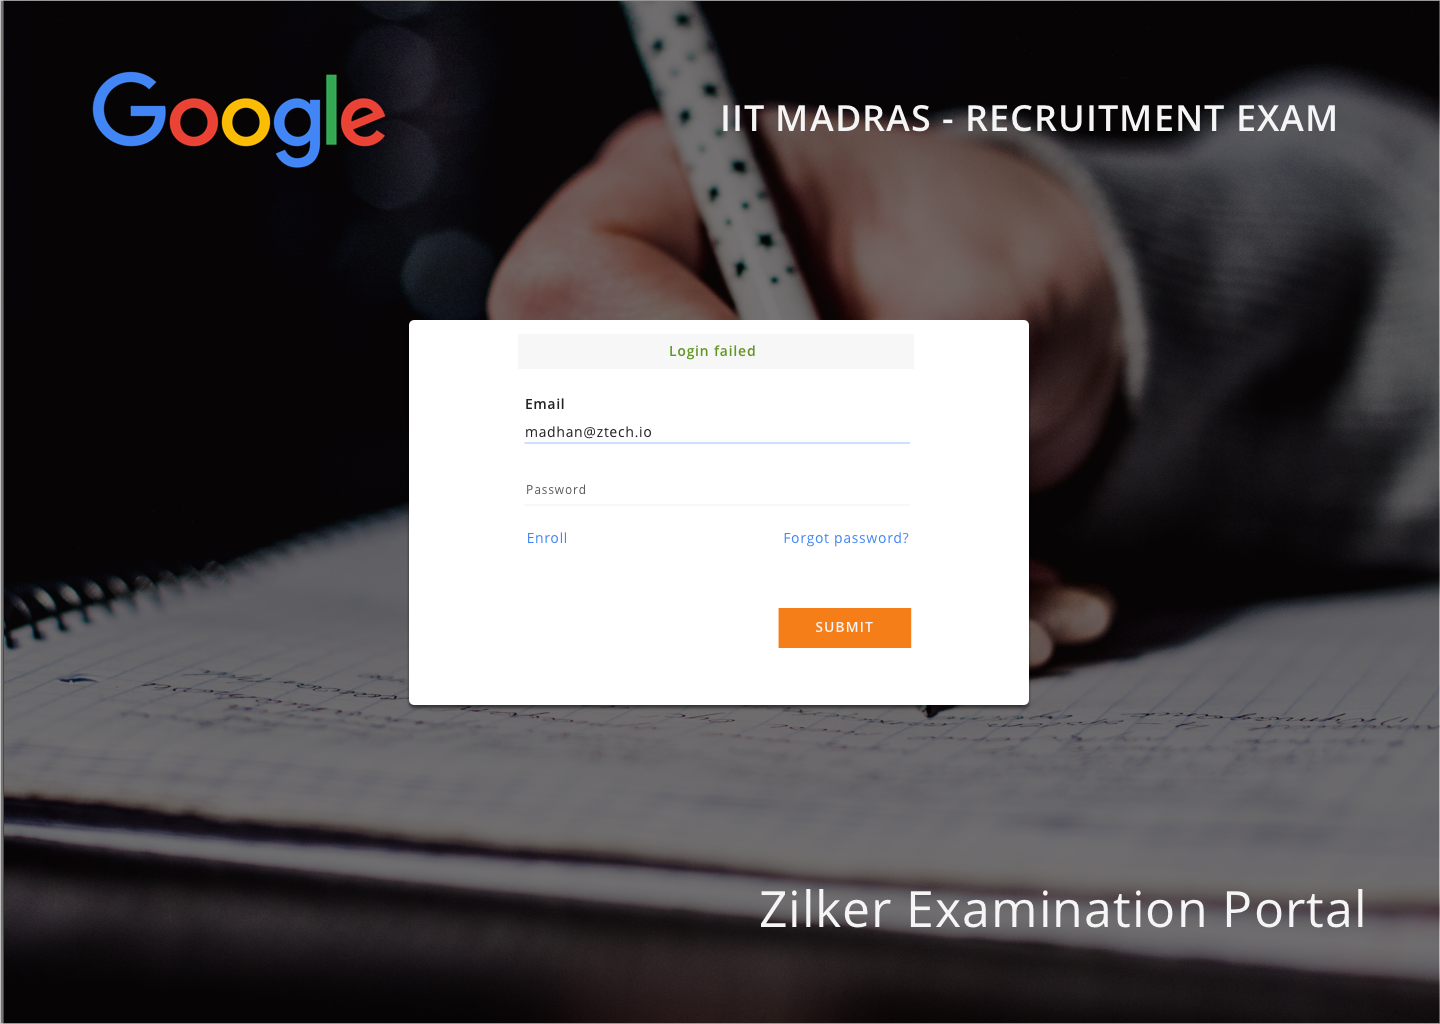 Google
IIT MADRAS - RECRUITMENT EXAM
Login failed
Email
madhan@ztech.io
Password
Enroll
Forgot password?
SUBMIT
Zilker Examination Portal